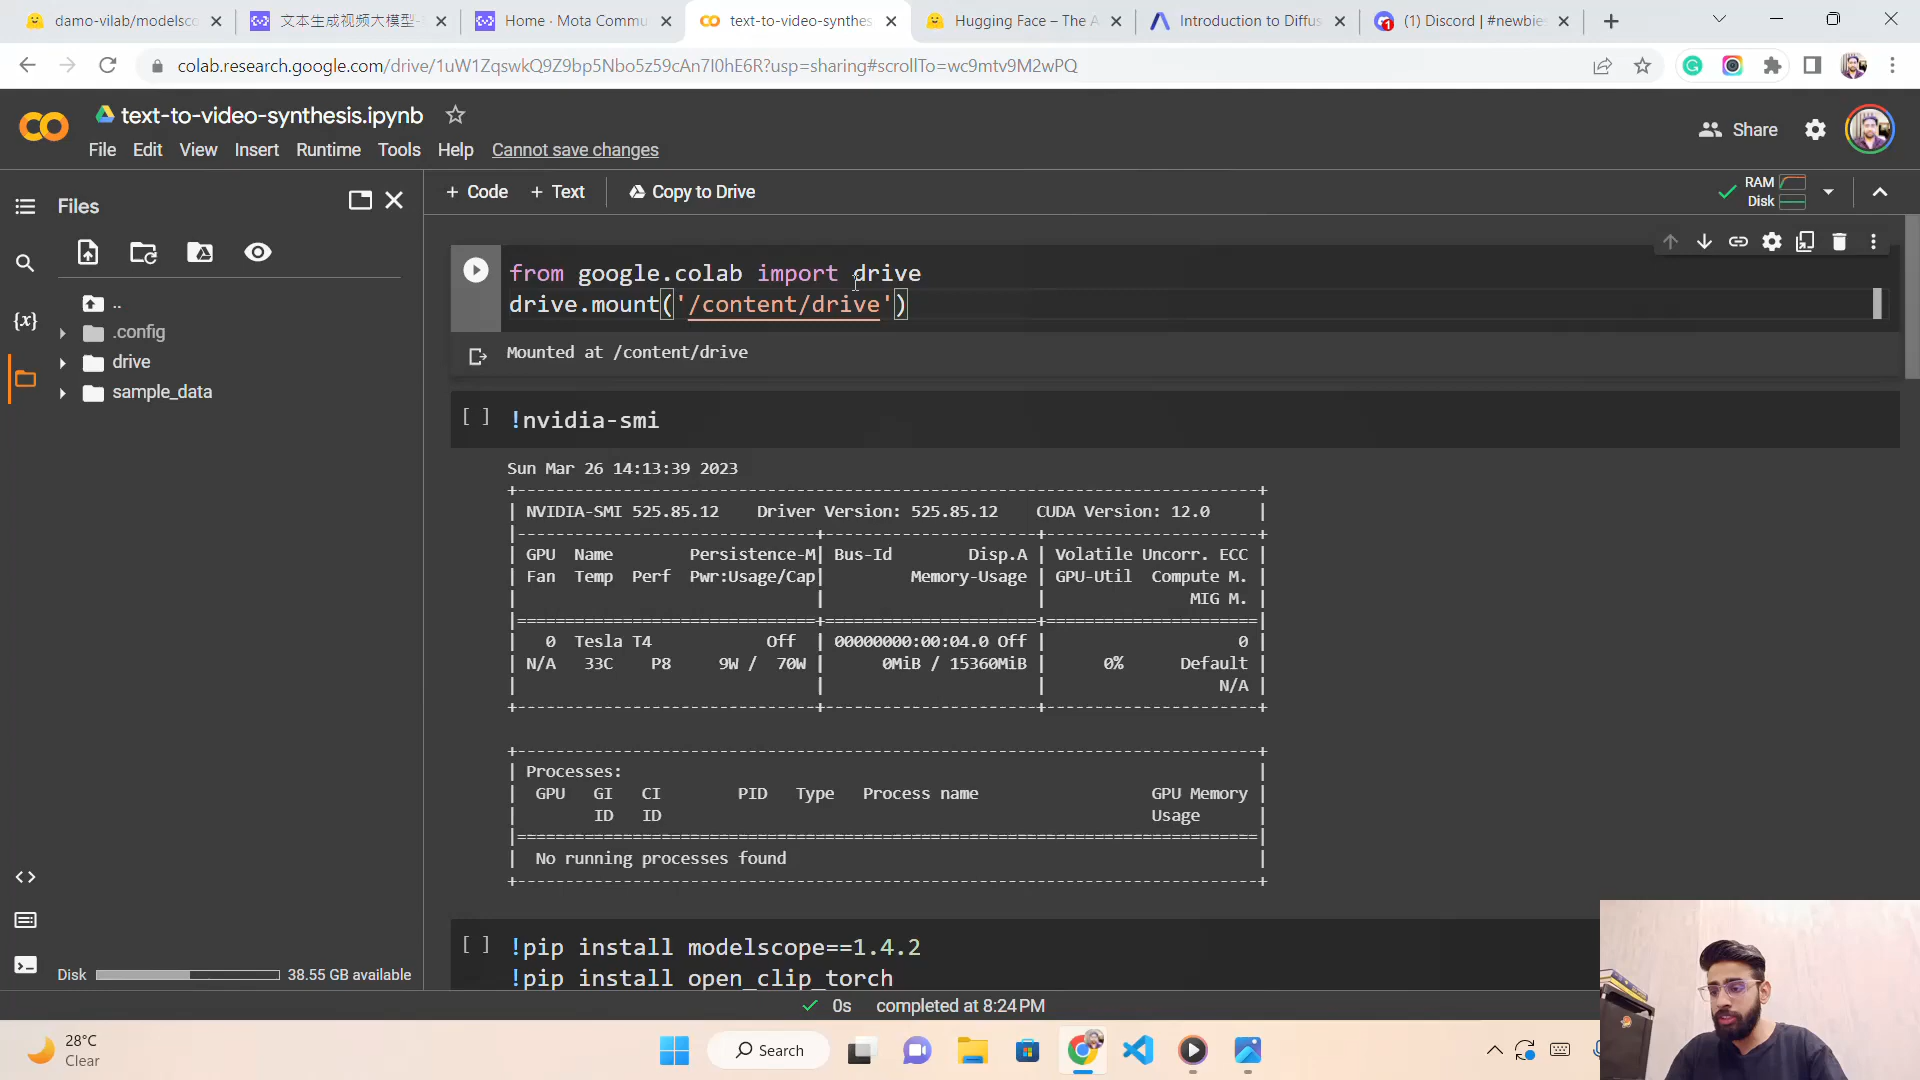 damo-vilab/modelsco
文本生成视频大模型-
Home · Mota Commu
text-to-video-synthes
Hugging Face – The A
Introduction to Diffus
(1) Discord | #newbies
colab.research.google.com/drive/1uW1ZqswkQ9Z9bp5Nbo5z59cAn7I0hE6R?usp=sharing#scrollTo=wc9mtv9M2wPQ
text-to-video-synthesis.ipynb
File Edit View Insert Runtime Tools Help Cannot save changes
Share
Files
+ Code + Text Copy to Drive
RAM
Disk
..
.config
drive
sample_data
from google.colab import drive
drive.mount('/content/drive')
Mounted at /content/drive
[ ] !nvidia-smi
Sun Mar 26 14:13:39 2023
NVIDIA-SMI 525.85.12 Driver Version: 525.85.12 CUDA Version: 12.0
GPU Name Persistence-M| Bus-Id Disp.A | Volatile Uncorr. ECC
Fan Temp Perf Pwr:Usage/Cap| Memory-Usage | GPU-Util Compute M.
MIG M.
0 Tesla T4 Off | 00000000:00:04.0 Off | 0
N/A 33C P8 9W / 70W | 0MiB / 15360MiB | 0% Default
N/A
Processes:
GPU GI CI PID Type Process name GPU Memory
ID ID Usage
No running processes found
[ ] !pip install modelscope==1.4.2
!pip install open_clip_torch
Disk 38.55 GB available
0s completed at 8:24 PM
28°C
Clear
Search